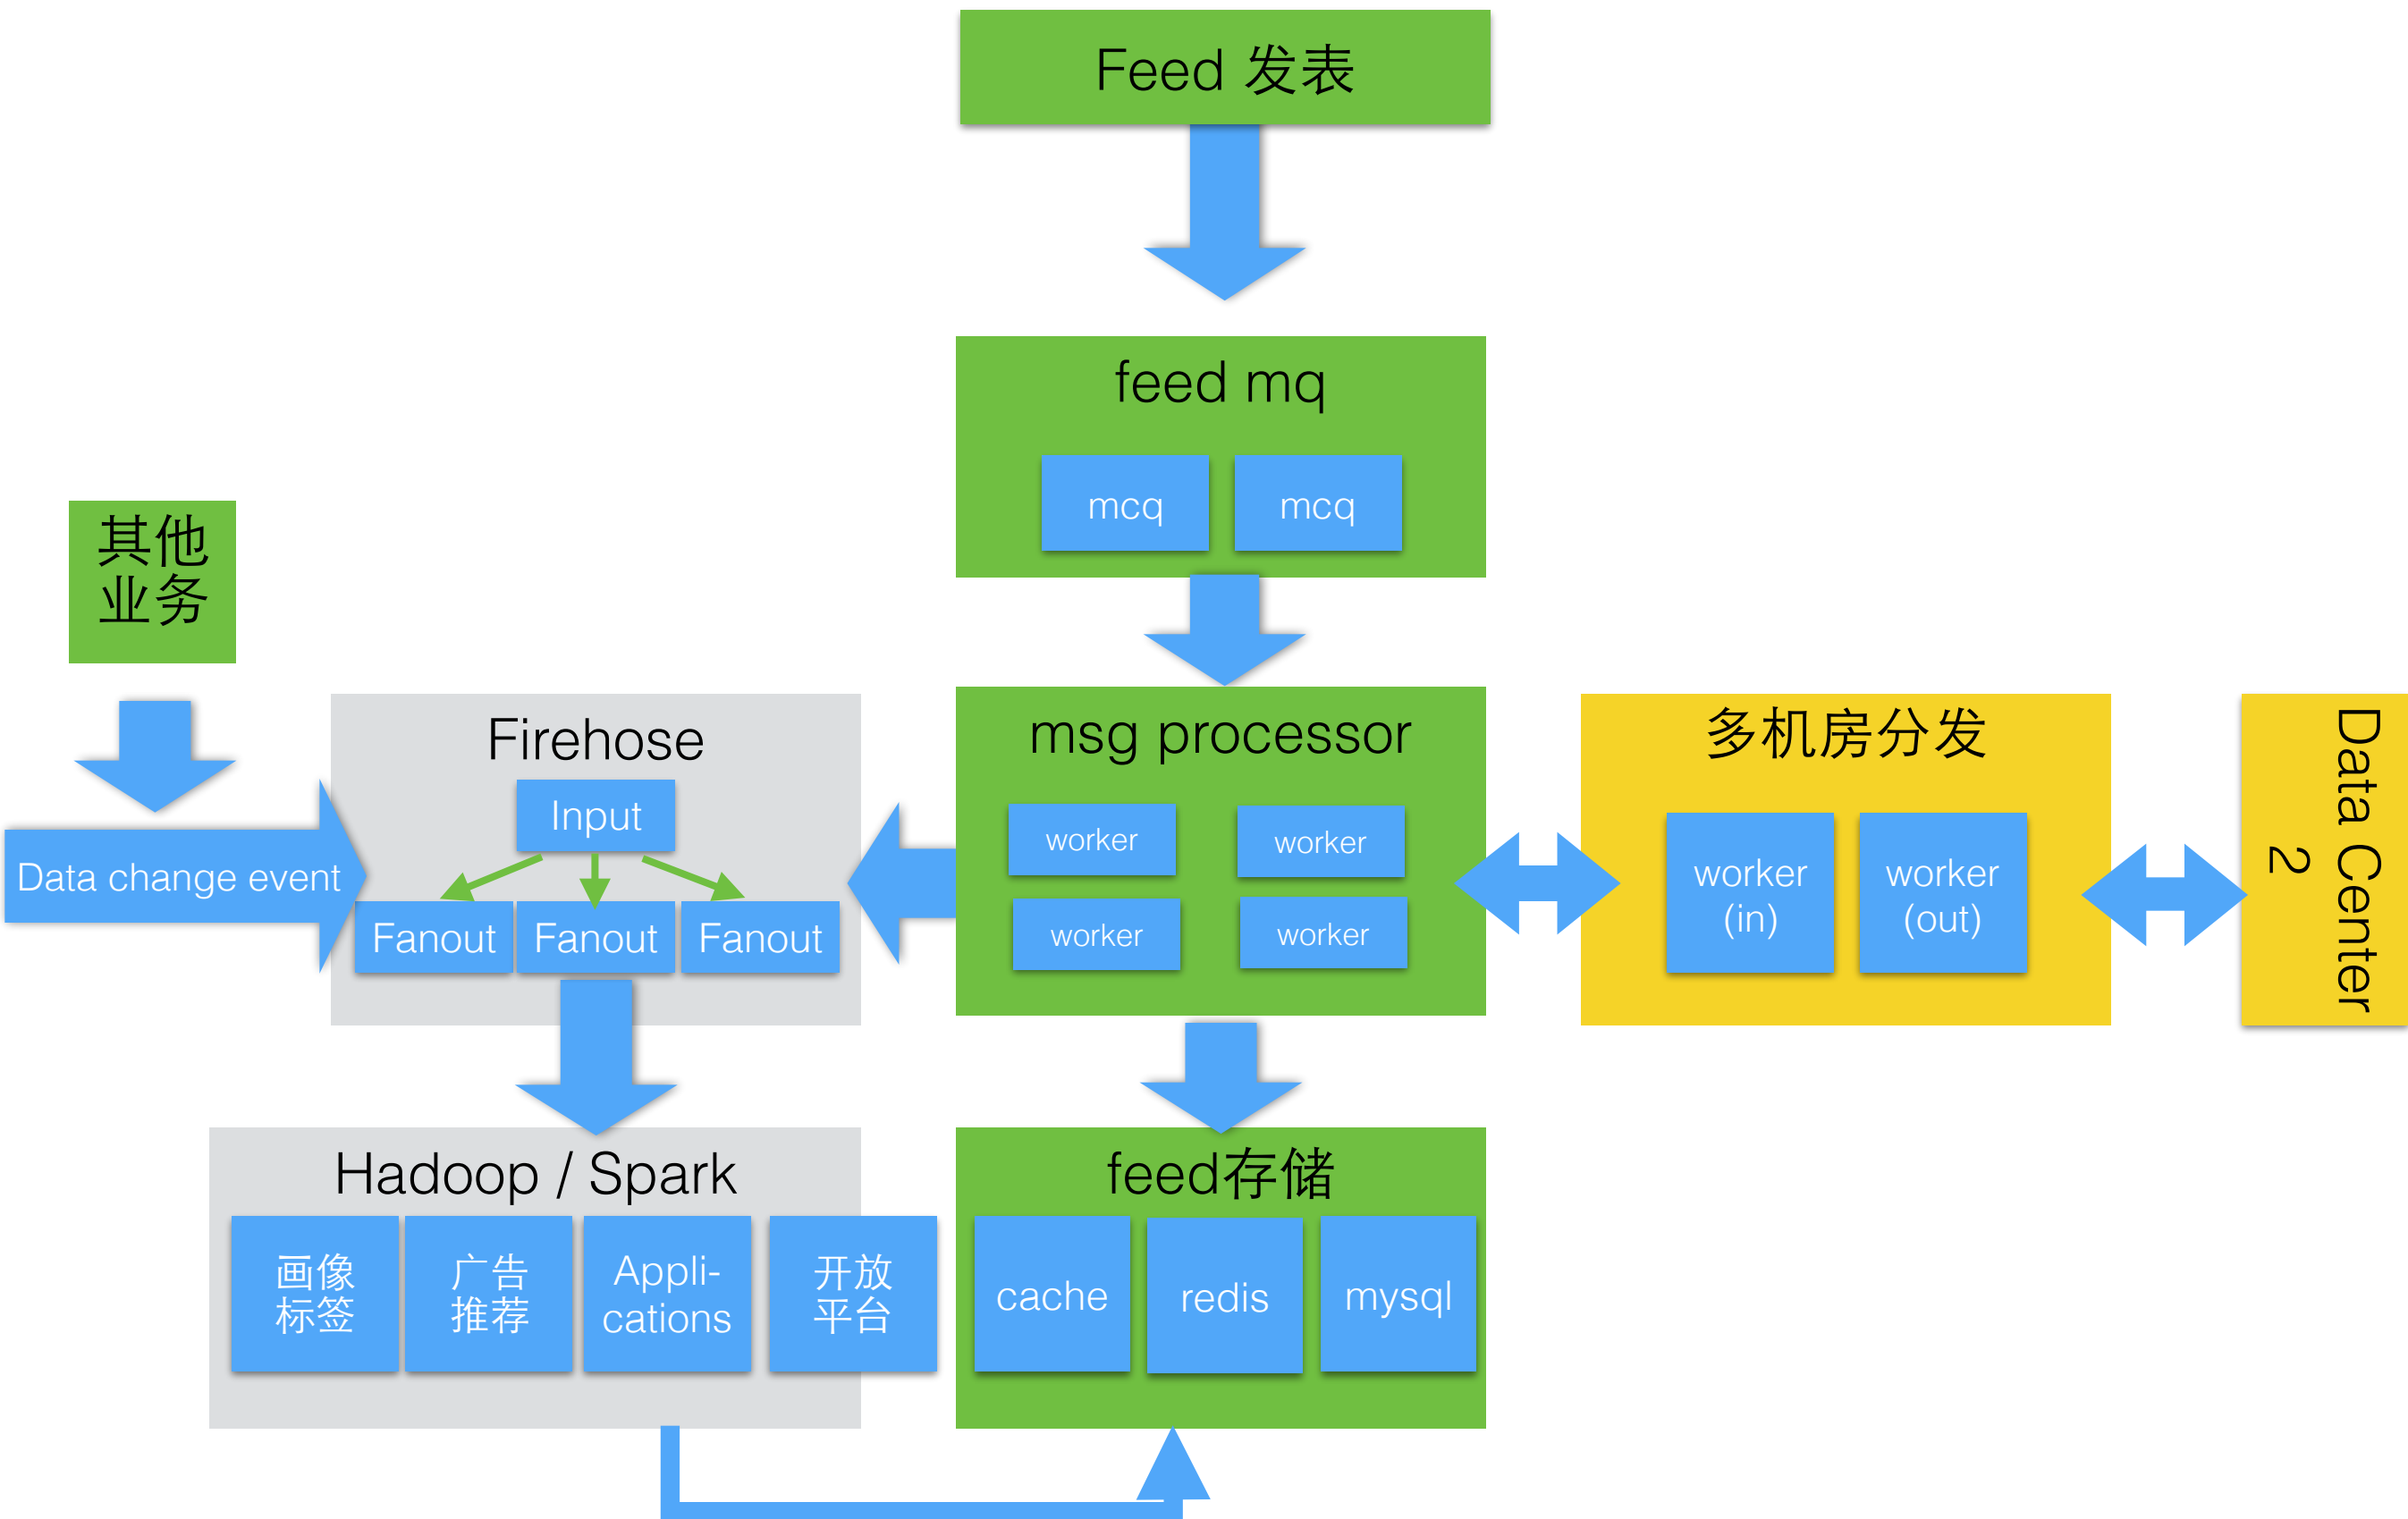 Feed 发表
feed mq
mcq
mcq
其他
业务
Data change event
Firehose
Input
Fanout
Fanout
Fanout
msg processor
worker
worker
worker
worker
多机房分发
worker
(in)
worker
(out)
Data Center
2
Hadoop / Spark
画像
标签
广告
推荐
Appli-
cations
开放
平台
feed存储
cache
redis
mysql